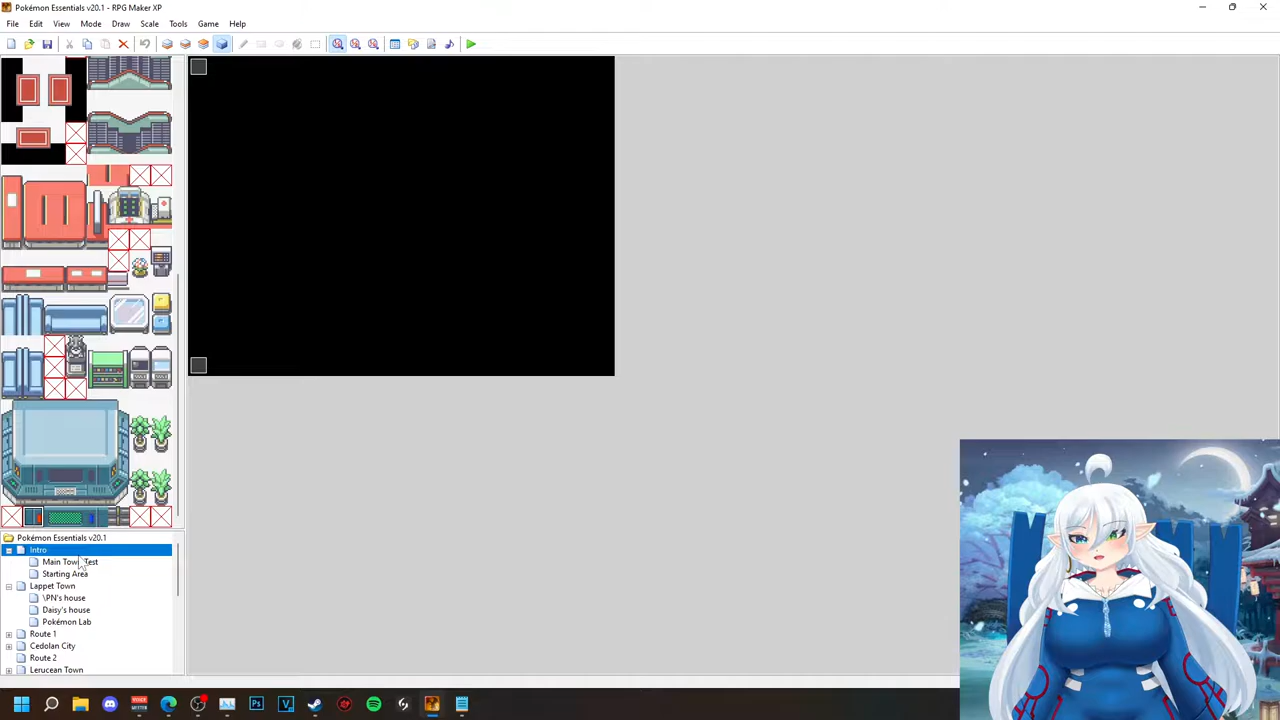 Pokémon Essentials v20.1 - RPG Maker XP
File Edit View Mode Draw Scale Tools Game Help
Pokémon Essentials v20.1
Intro
Main Town Test
Starting Area
Lappet Town
\PN's house
Daisy's house
Pokémon Lab
Route 1
Cedolan City
Route 2
Lerucean Town